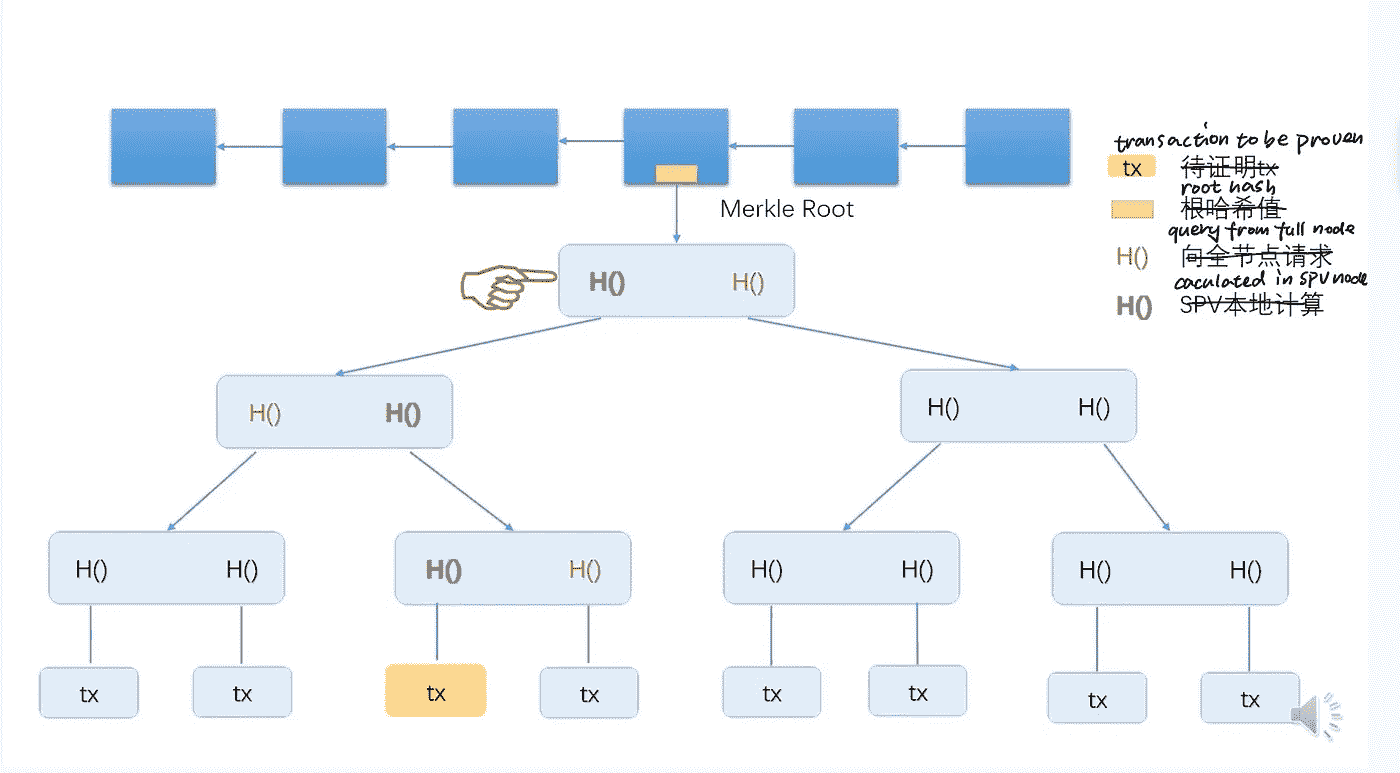 transaction to be proven
tx 待证明tx
root hash
根哈希值
Merkle Root
query from full node
H() 向全节点请求
caculated in SPV node
H() SPV本地计算
H() H()
H() H() H() H()
H() H() H() H() H() H() H() H()
tx tx tx tx tx tx tx tx